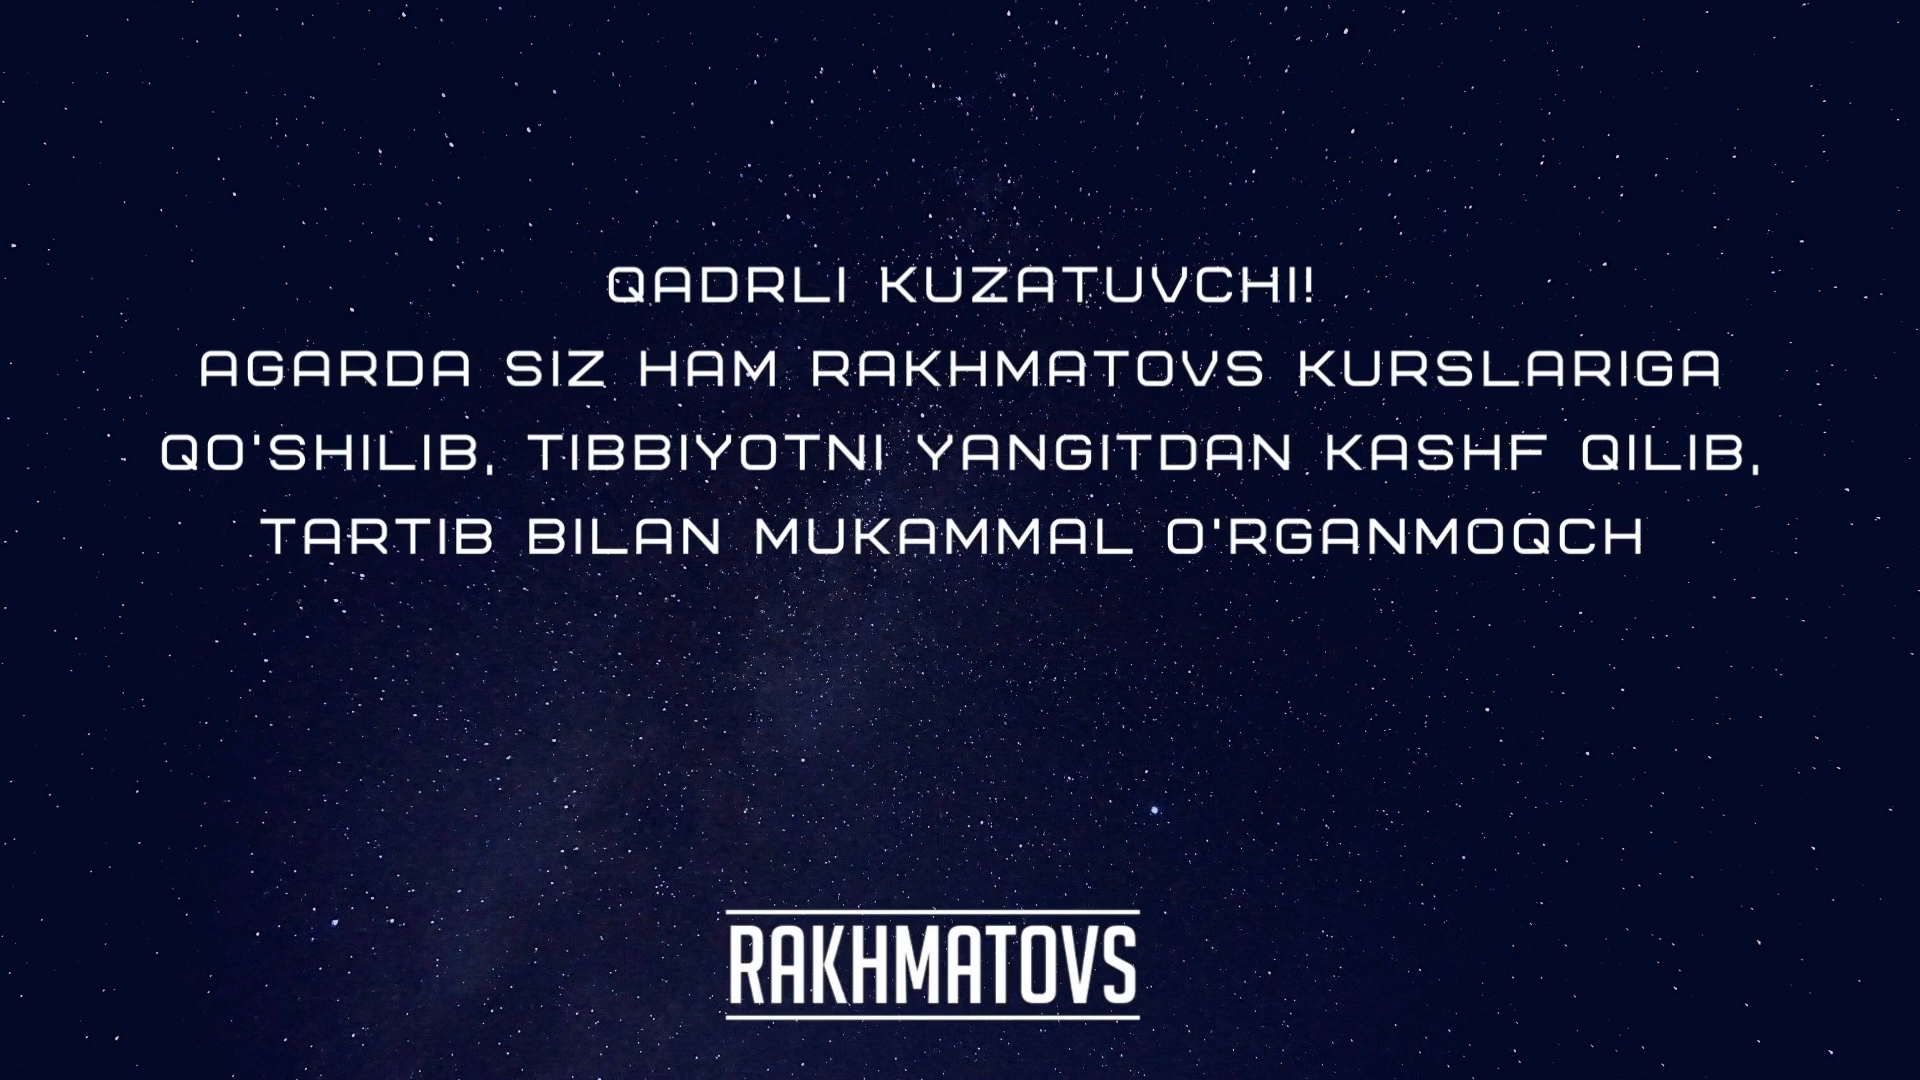 QADRLI KUZATUVCHI!
AGARDA SIZ HAM RAKHMATOVS KURSLARIGA
QO'SHILIB, TIBBIYOTNI YANGITDAN KASHF QILIB,
TARTIB BILAN MUKAMMAL O'RGANMOQCH
RAKHMATOVS